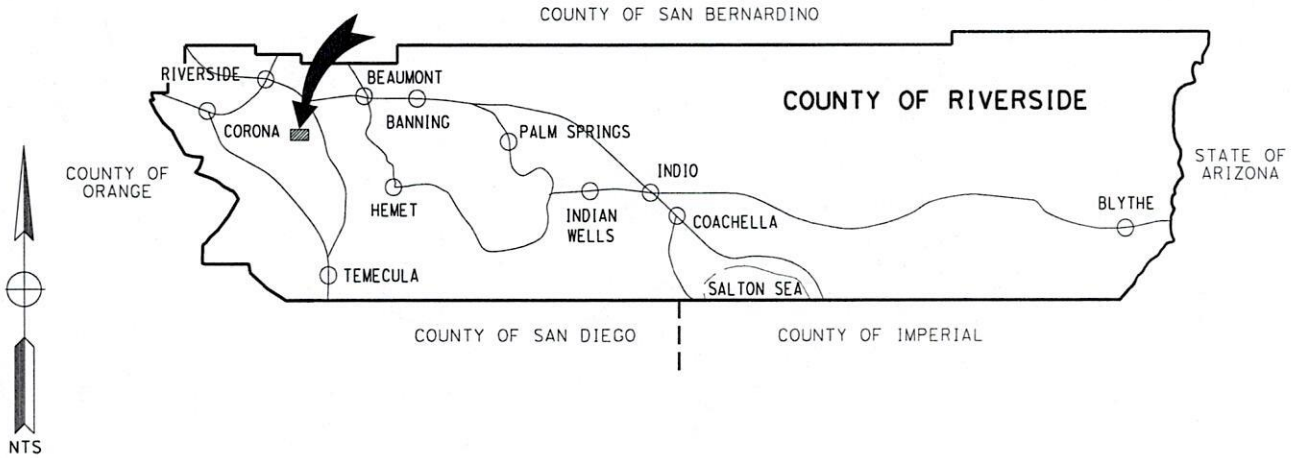 COUNTY OF SAN BERNARDINO
RIVERSIDE
BEAUMONT
COUNTY OF RIVERSIDE
CORONA
BANNING
PALM SPRINGS
STATE OF
ARIZONA
COUNTY OF
ORANGE
INDIO
HEMET
INDIAN
WELLS
COACHELLA
BLYTHE
TEMECULA
SALTON SEA
COUNTY OF SAN DIEGO
COUNTY OF IMPERIAL
NTS